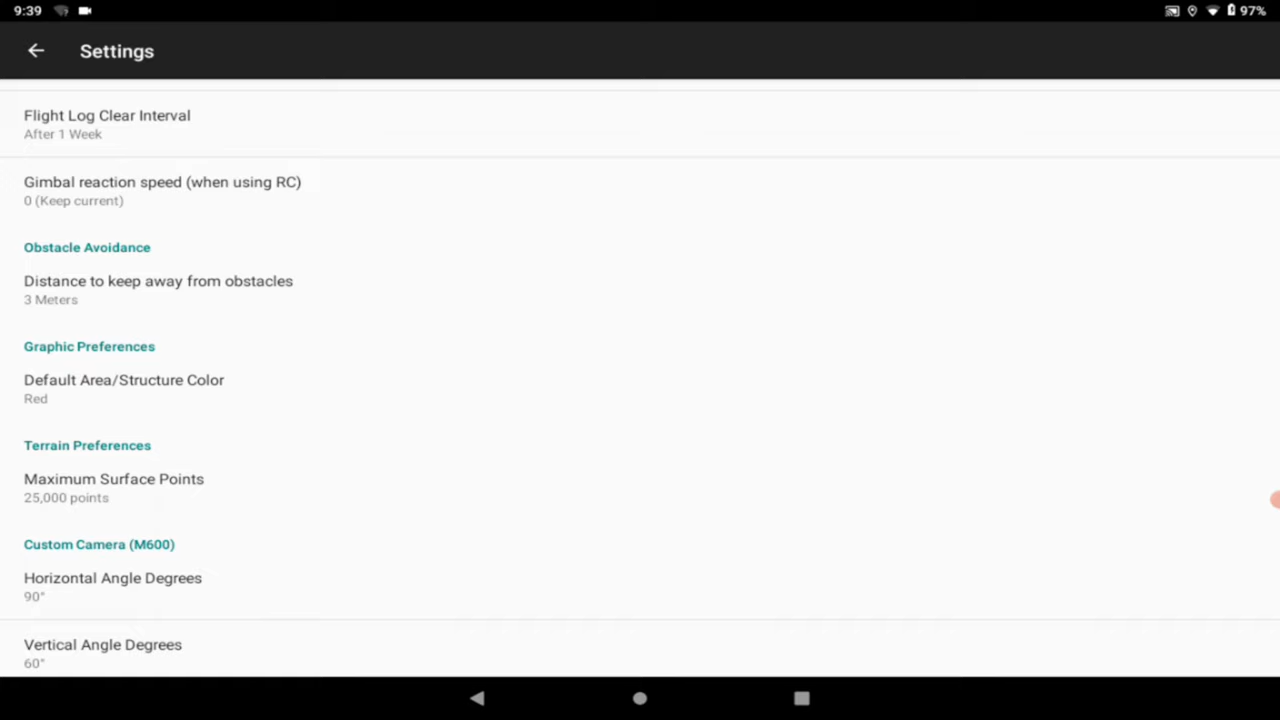 9:39
97%
Settings
Flight Log Clear Interval
After 1 Week
Gimbal reaction speed (when using RC)
0 (Keep current)
Obstacle Avoidance
Distance to keep away from obstacles
3 Meters
Graphic Preferences
Default Area/Structure Color
Red
Terrain Preferences
Maximum Surface Points
25,000 points
Custom Camera (M600)
Horizontal Angle Degrees
90°
Vertical Angle Degrees
60°